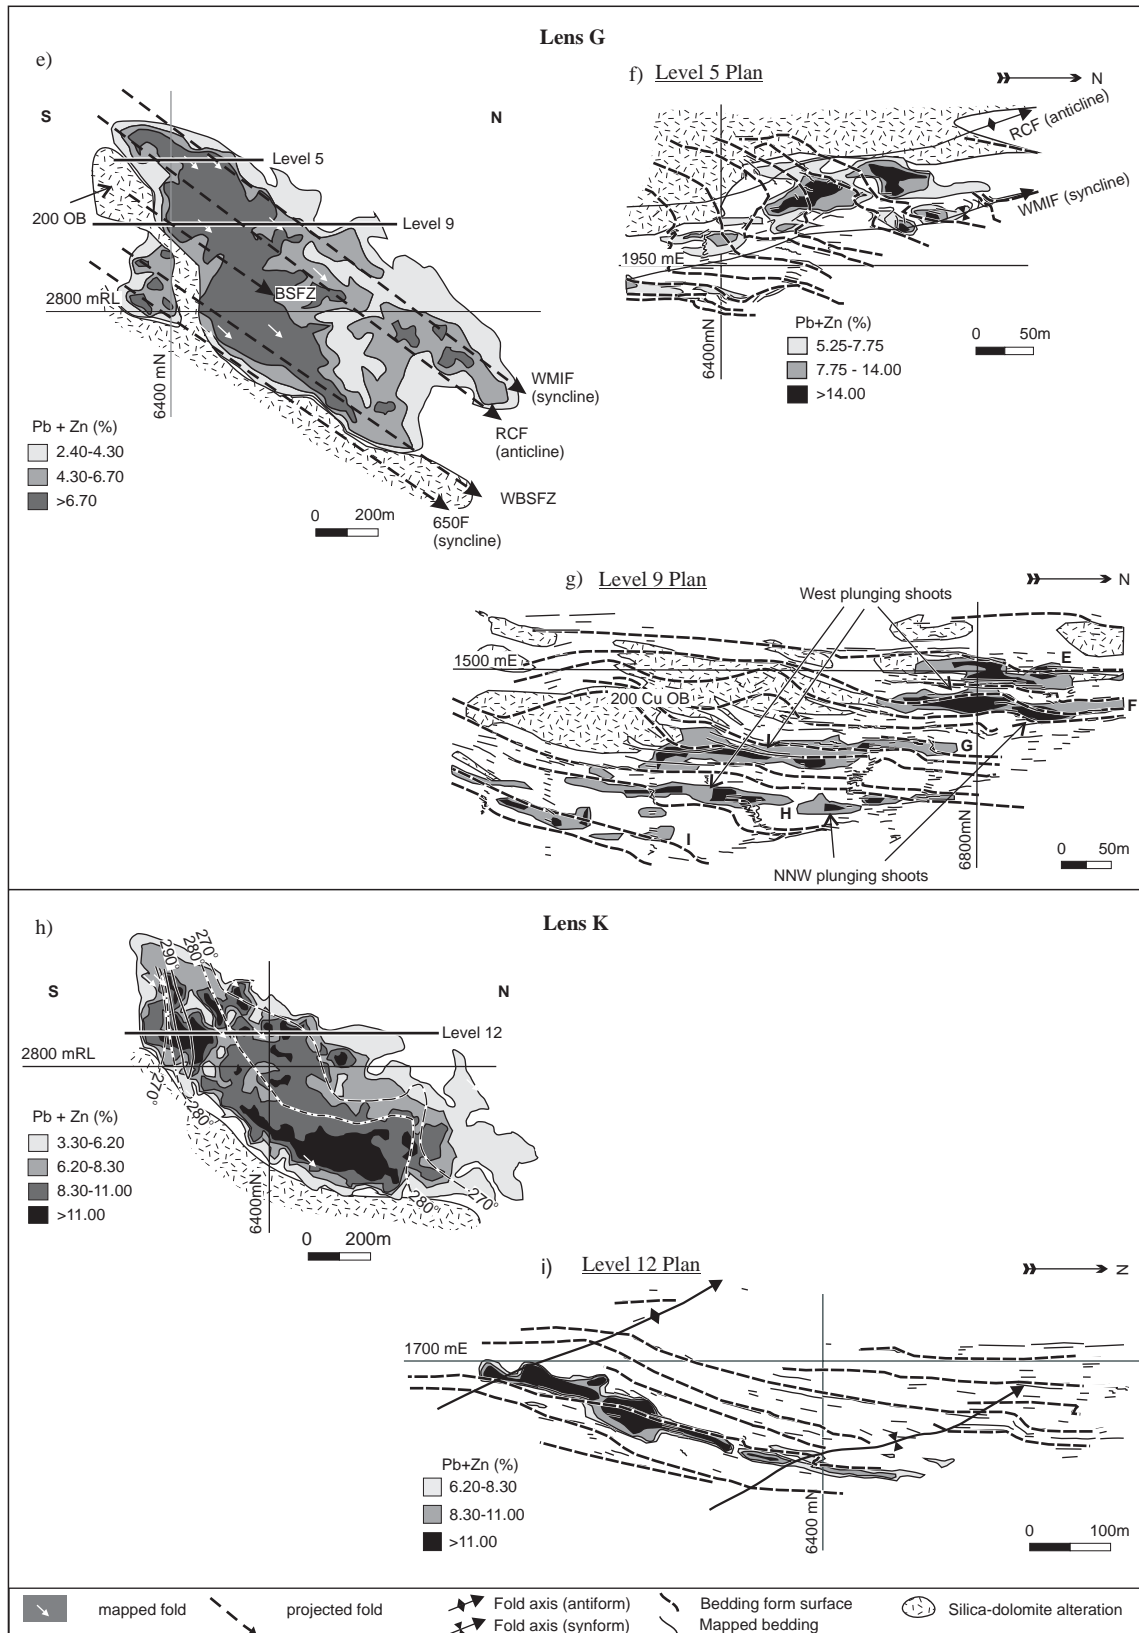 Lens G
e)
S
N
Level 5
200 OB
Level 9
BSFZ
2800 mRL
6400 mN
WMIF
(syncline)
RCF
(anticline)
WBSFZ
650F
(syncline)
Pb + Zn (%)
2.40-4.30
4.30-6.70
>6.70
0 200m
f) Level 5 Plan
N
RCF (anticline)
WMIF (syncline)
1950 mE
6400mN
Pb+Zn (%)
5.25-7.75
7.75 - 14.00
>14.00
0 50m
g) Level 9 Plan
N
West plunging shoots
1500 mE
E
200 Cu OB
F
G
H
I
6800mN
NNW plunging shoots
0 50m
Lens K
h)
S
N
290°
280°
270°
Level 12
2800 mRL
270°
280°
6400mN
280°
270°
Pb + Zn (%)
3.30-6.20
6.20-8.30
8.30-11.00
>11.00
0 200m
i) Level 12 Plan
N
1700 mE
6400 mN
Pb+Zn (%)
6.20-8.30
8.30-11.00
>11.00
0 100m
mapped fold
projected fold
Fold axis (antiform)
Fold axis (synform)
Bedding form surface
Mapped bedding
Silica-dolomite alteration